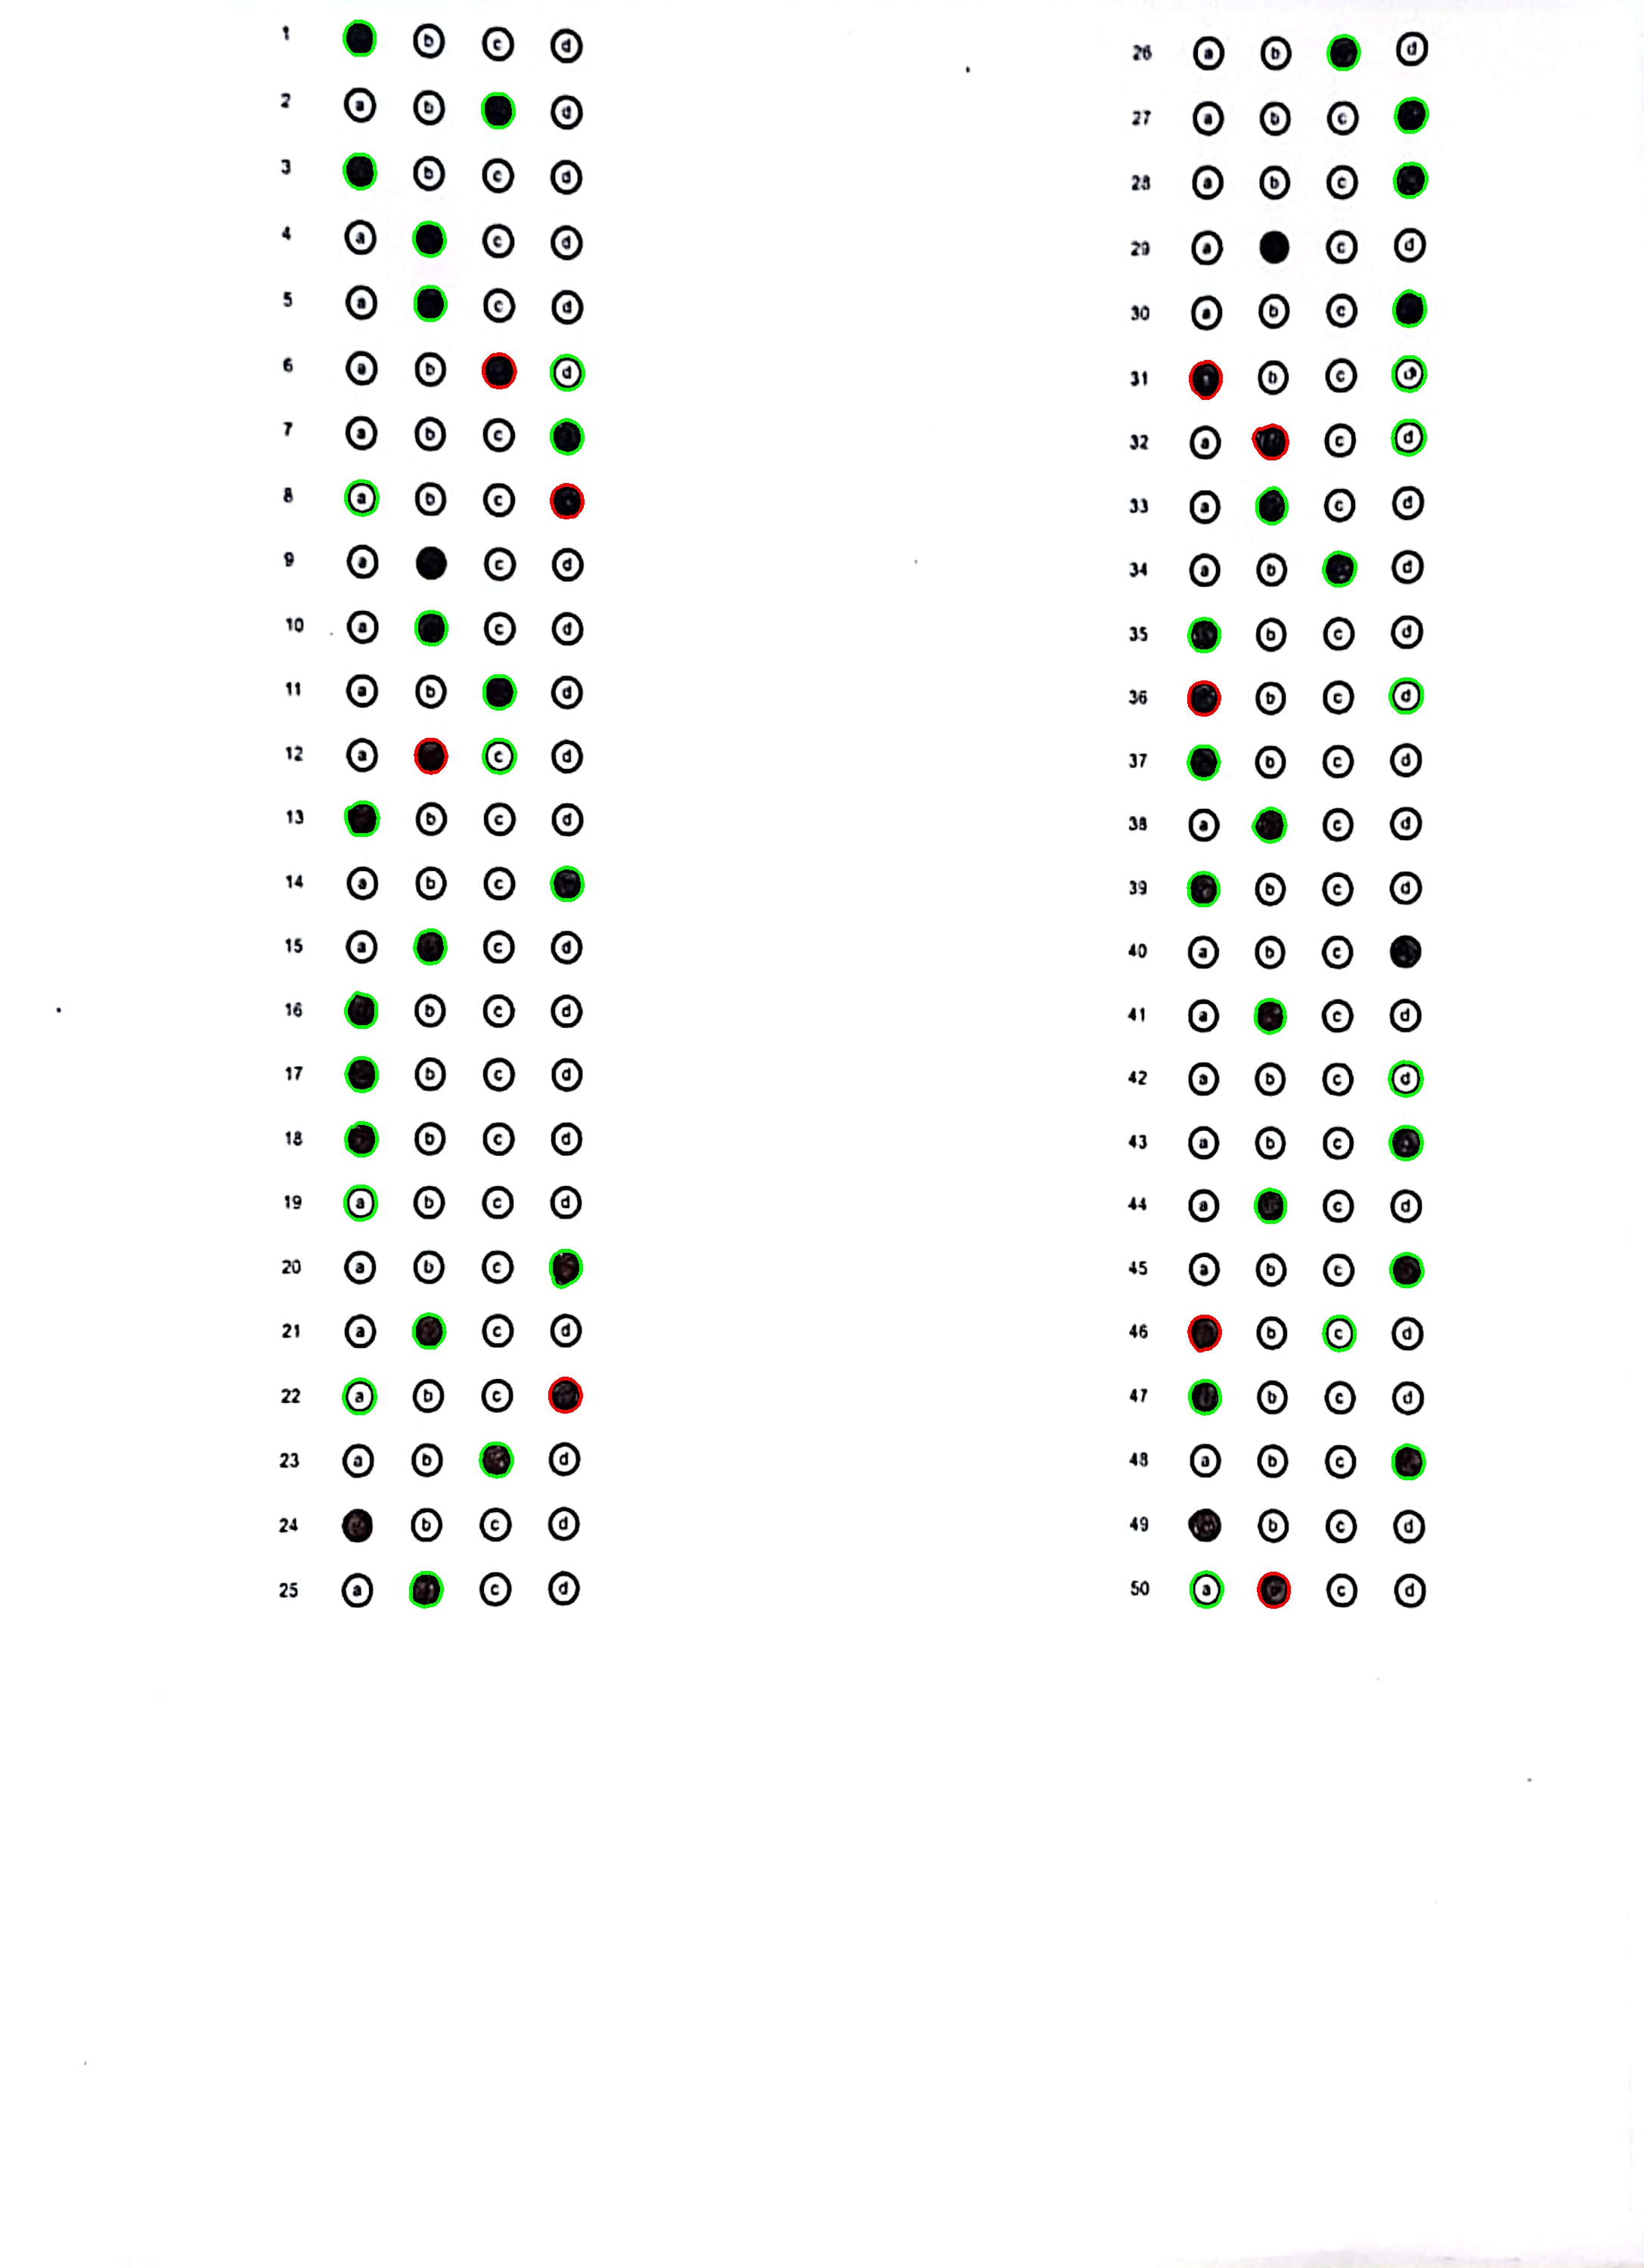 1 b c d
2 a b d
3 b c d
4 a c d
5 a c d
6 a b d
7 a b c
8 a b c
9 a c d
10 a c d
11 a b d
12 a c d
13 b c d
14 a b c
15 a c d
16 b c d
17 b c d
18 b c d
19 a b c d
20 a b c
21 a c d
22 a b c
23 a b d
24 b c d
25 a c d
26 a b d
27 a b c
28 a b c
29 a c d
30 a b c
31 b c d
32 a c d
33 a c d
34 a b d
35 b c d
36 b c d
37 b c d
38 a c d
39 b c d
40 a b c
41 a c d
42 a b c d
43 a b c
44 a c d
45 a b c
46 b c d
47 b c d
48 a b c
49 b c d
50 a c d